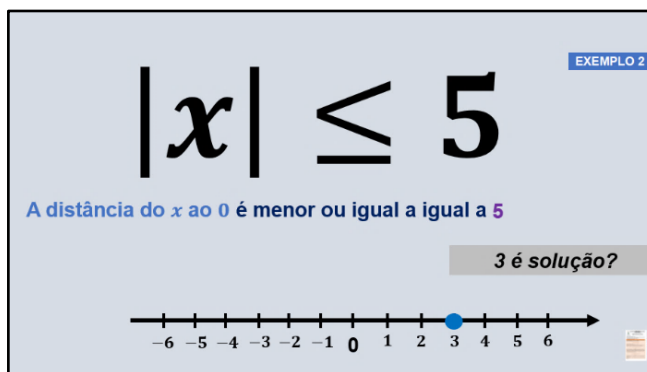 EXEMPLO 2
|x| ≤ 5
A distância do x ao 0 é menor ou igual a igual a 5
3 é solução?
−6 −5 −4 −3 −2 −1 0 1 2 3 4 5 6